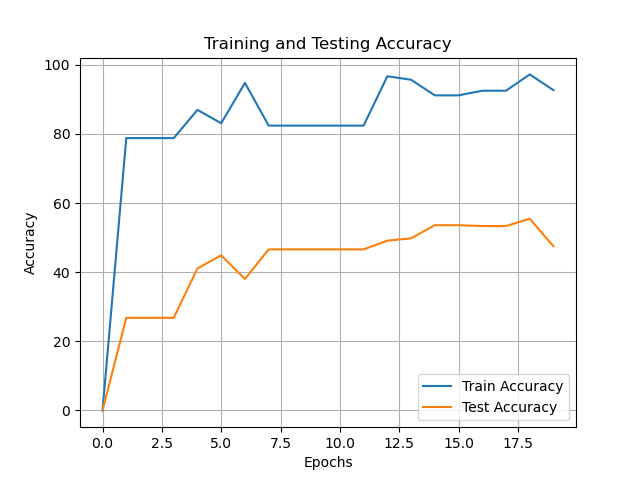 Training and Testing Accuracy
100
80
60
40
20
0
Accuracy
0.0 2.5 5.0 7.5 10.0 12.5 15.0 17.5
Epochs
Train Accuracy
Test Accuracy